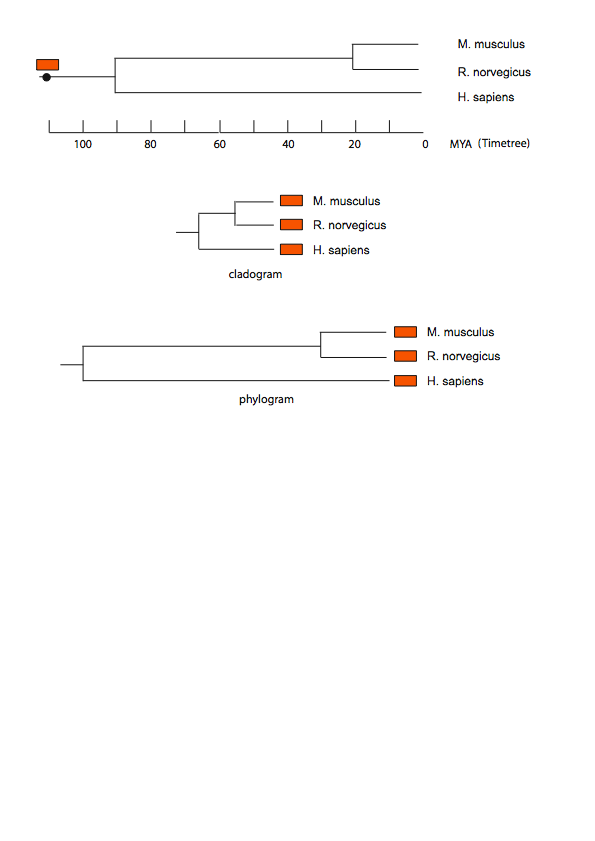 M. musculus
R. norvegicus
H. sapiens
100 80 60 40 20 0 MYA (Timetree)
M. musculus
R. norvegicus
H. sapiens
cladogram
M. musculus
R. norvegicus
H. sapiens
phylogram